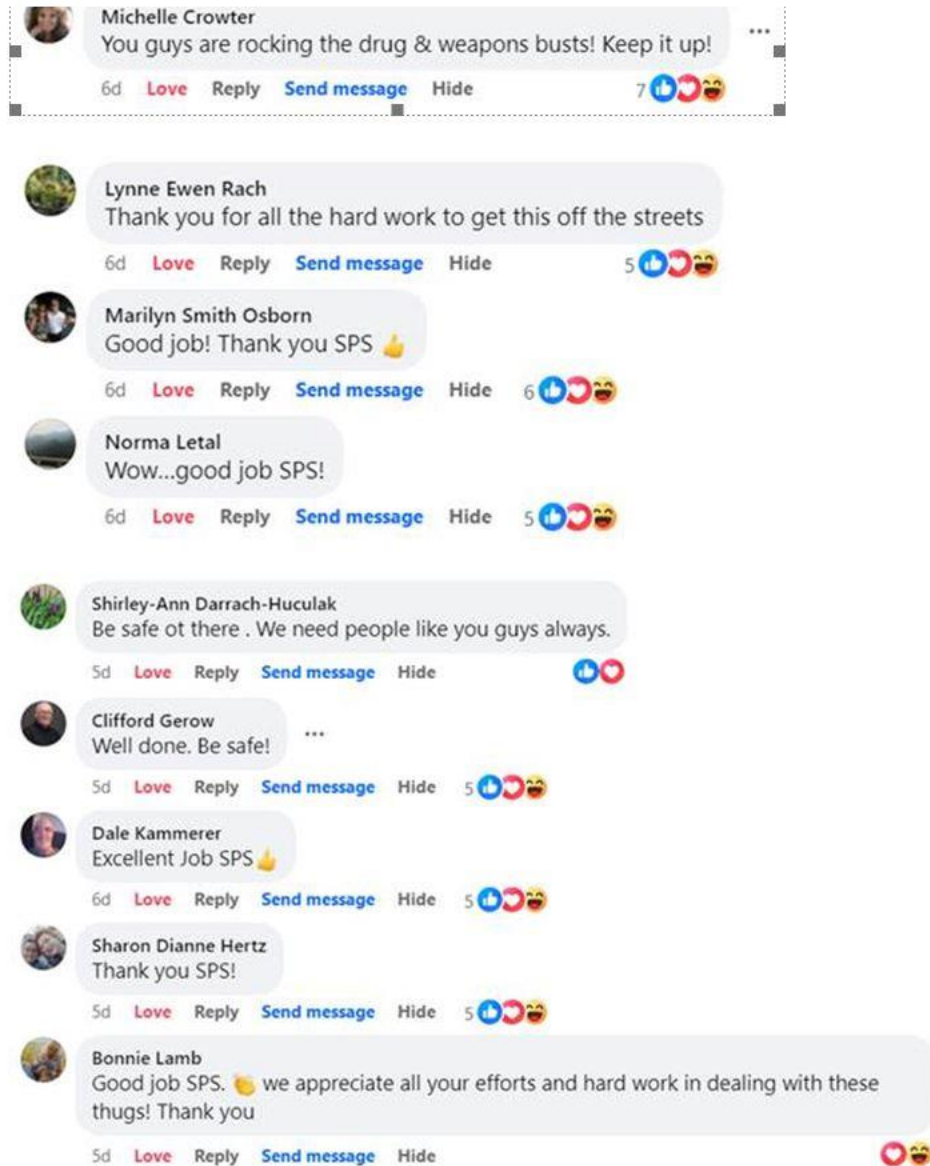 Michelle Crowter
You guys are rocking the drug & weapons busts! Keep it up!
6d Love Reply Send message Hide 7
Lynne Ewen Rach
Thank you for all the hard work to get this off the streets
6d Love Reply Send message Hide 5
Marilyn Smith Osborn
Good job! Thank you SPS 👍
6d Love Reply Send message Hide 6
Norma Letal
Wow...good job SPS!
6d Love Reply Send message Hide 5
Shirley-Ann Darrach-Huculak
Be safe ot there . We need people like you guys always.
5d Love Reply Send message Hide
Clifford Gerow
Well done. Be safe!
5d Love Reply Send message Hide 5
Dale Kammerer
Excellent Job SPS👍
6d Love Reply Send message Hide 5
Sharon Dianne Hertz
Thank you SPS!
5d Love Reply Send message Hide 5
Bonnie Lamb
Good job SPS. 👏 we appreciate all your efforts and hard work in dealing with these
thugs! Thank you
5d Love Reply Send message Hide